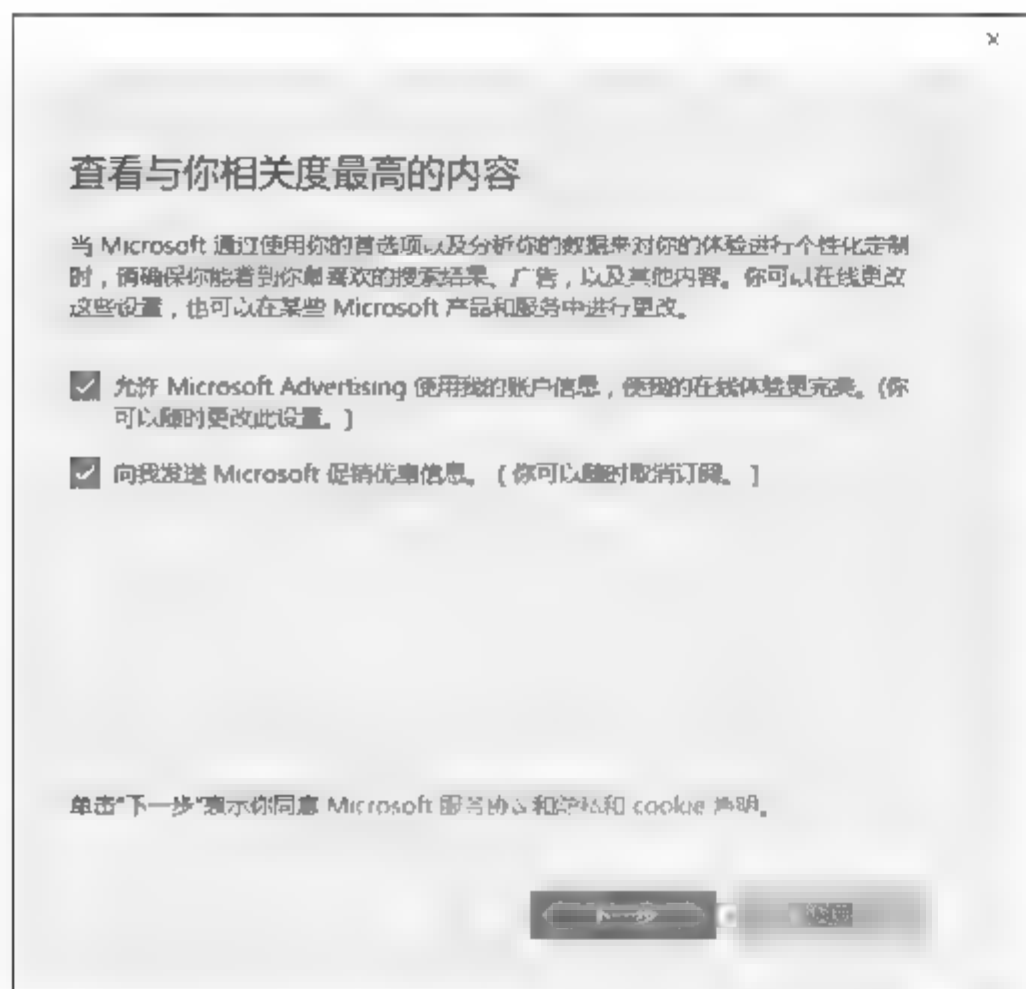 查看与你相关度最高的内容
当 Microsoft 通过使用你的首选项以及分析你的数据来对你的体验进行个性化定制
时，请确保你能看到你最喜欢的搜索结果、广告，以及其他内容。你可以在线更改
这些设置，也可以在某些 Microsoft 产品和服务中进行更改。
允许 Microsoft Advertising 使用我的账户信息，使我的在线体验更完美。(你
可以随时更改此设置。)
向我发送 Microsoft 促销优惠信息。(你可以随时取消订阅。)
单击“下一步”表示你同意 Microsoft 服务协议和隐私和 cookie 声明。
下一步